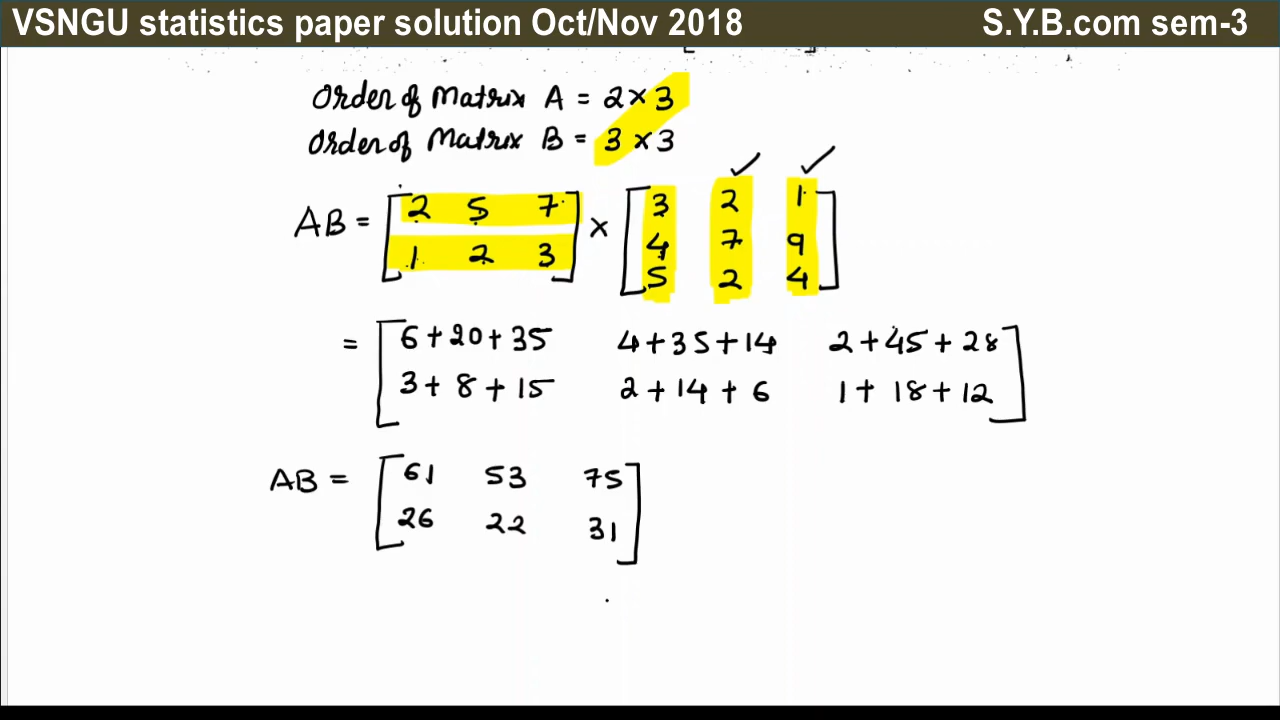 VSNGU statistics paper solution Oct/Nov 2018 S.Y.B.com sem-3
Order of Matrix A = 2 × 3
Order of Matrix B = 3 × 3
AB = [2 5 7 × [3 2 1
1 2 3] 4 7 9
5 2 4]
= [6+20+35 4+35+14 2+45+28
3+8+15 2+14+6 1+18+12]
AB = [61 53 75
26 22 31]